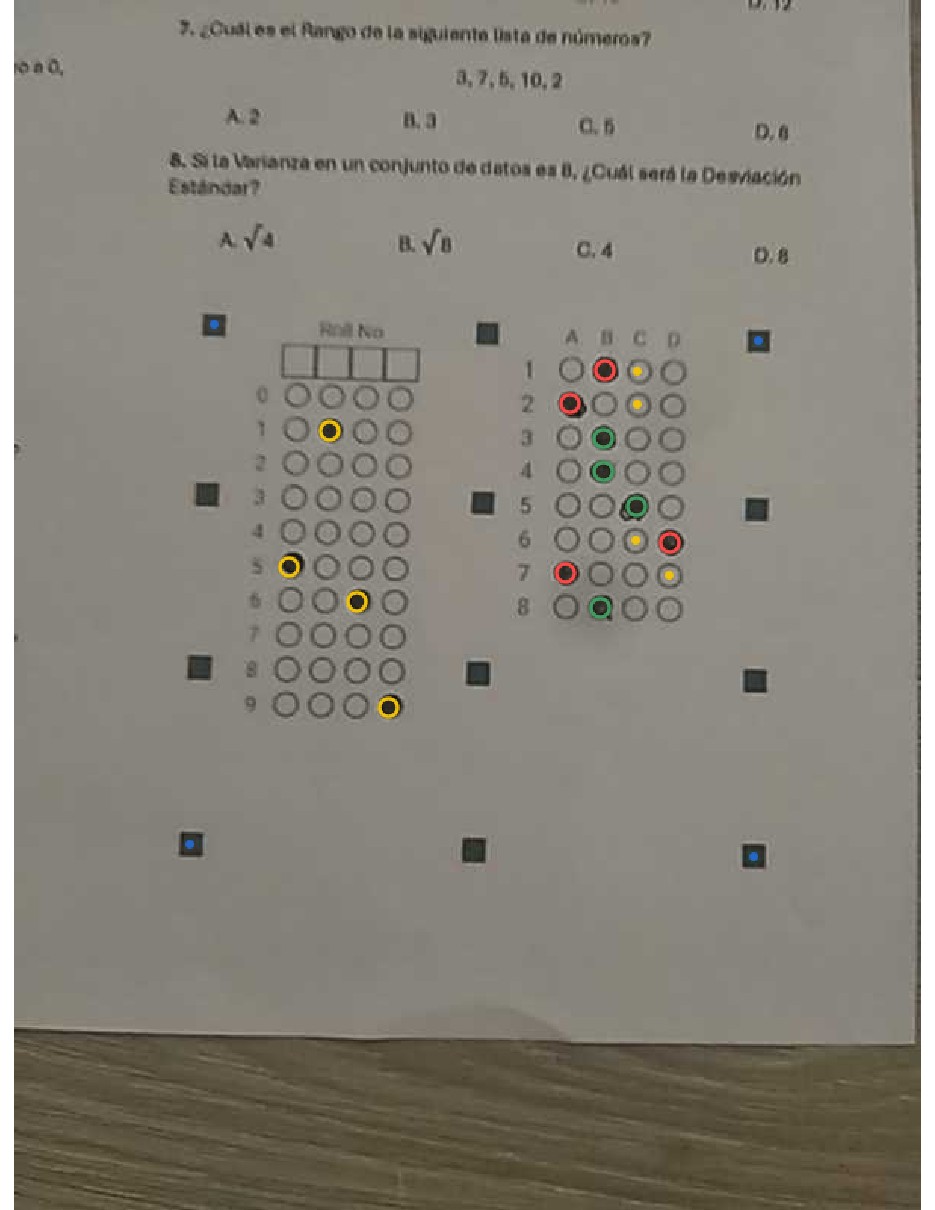 D. 12
7. ¿Cuál es el Rango de la siguiente lista de números?
ro a 0,
3, 7, 5, 10, 2
A. 2 B. 3 C. 5 D. 8
8. Si la Varianza en un conjunto de datos es 8, ¿Cuál será la Desviación
Estándar?
A. √4 B. √8 C. 4 D. 8
Roll No
A B C D
0
1
2
3
4
5
6
7
8
9
1
2
3
4
5
6
7
8